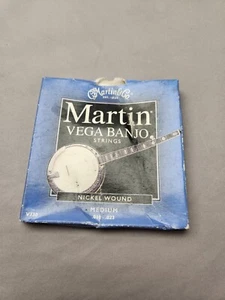 Martin
Martin
VEGA BANJO
STRINGS
NICKEL WOUND
MEDIUM